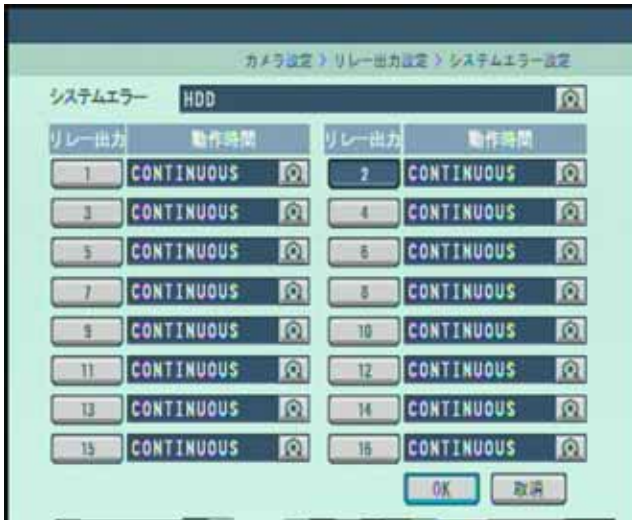 カメラ設定 > リレー出力設定 > システムエラー設定
システムエラー HDD
リレー出力 動作時間 リレー出力 動作時間
1 CONTINUOUS 2 CONTINUOUS
3 CONTINUOUS 4 CONTINUOUS
5 CONTINUOUS 6 CONTINUOUS
7 CONTINUOUS 8 CONTINUOUS
9 CONTINUOUS 10 CONTINUOUS
11 CONTINUOUS 12 CONTINUOUS
13 CONTINUOUS 14 CONTINUOUS
15 CONTINUOUS 16 CONTINUOUS
OK 取消